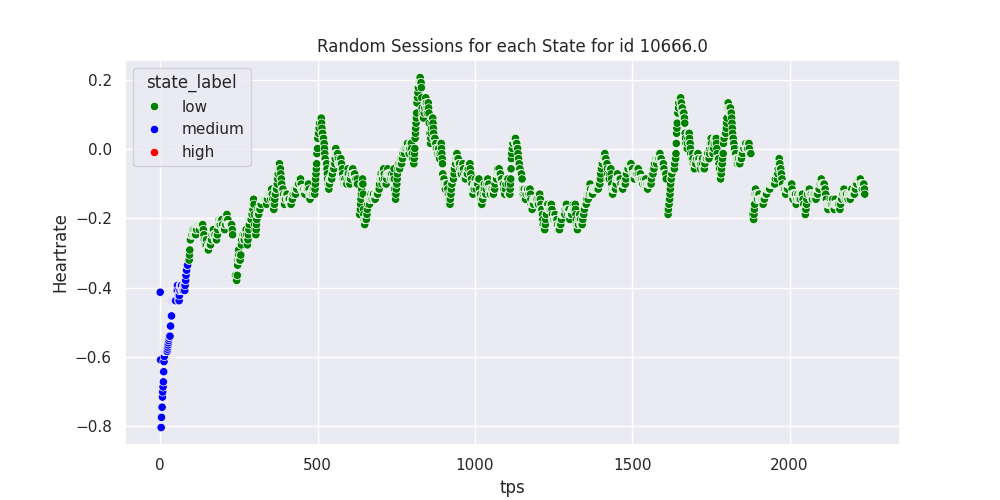 Random Sessions for each State for id 10666.0
state_label
low
medium
high
Heartrate
0.2
0.0
−0.2
−0.4
−0.6
−0.8
0
500
1000
1500
2000
tps